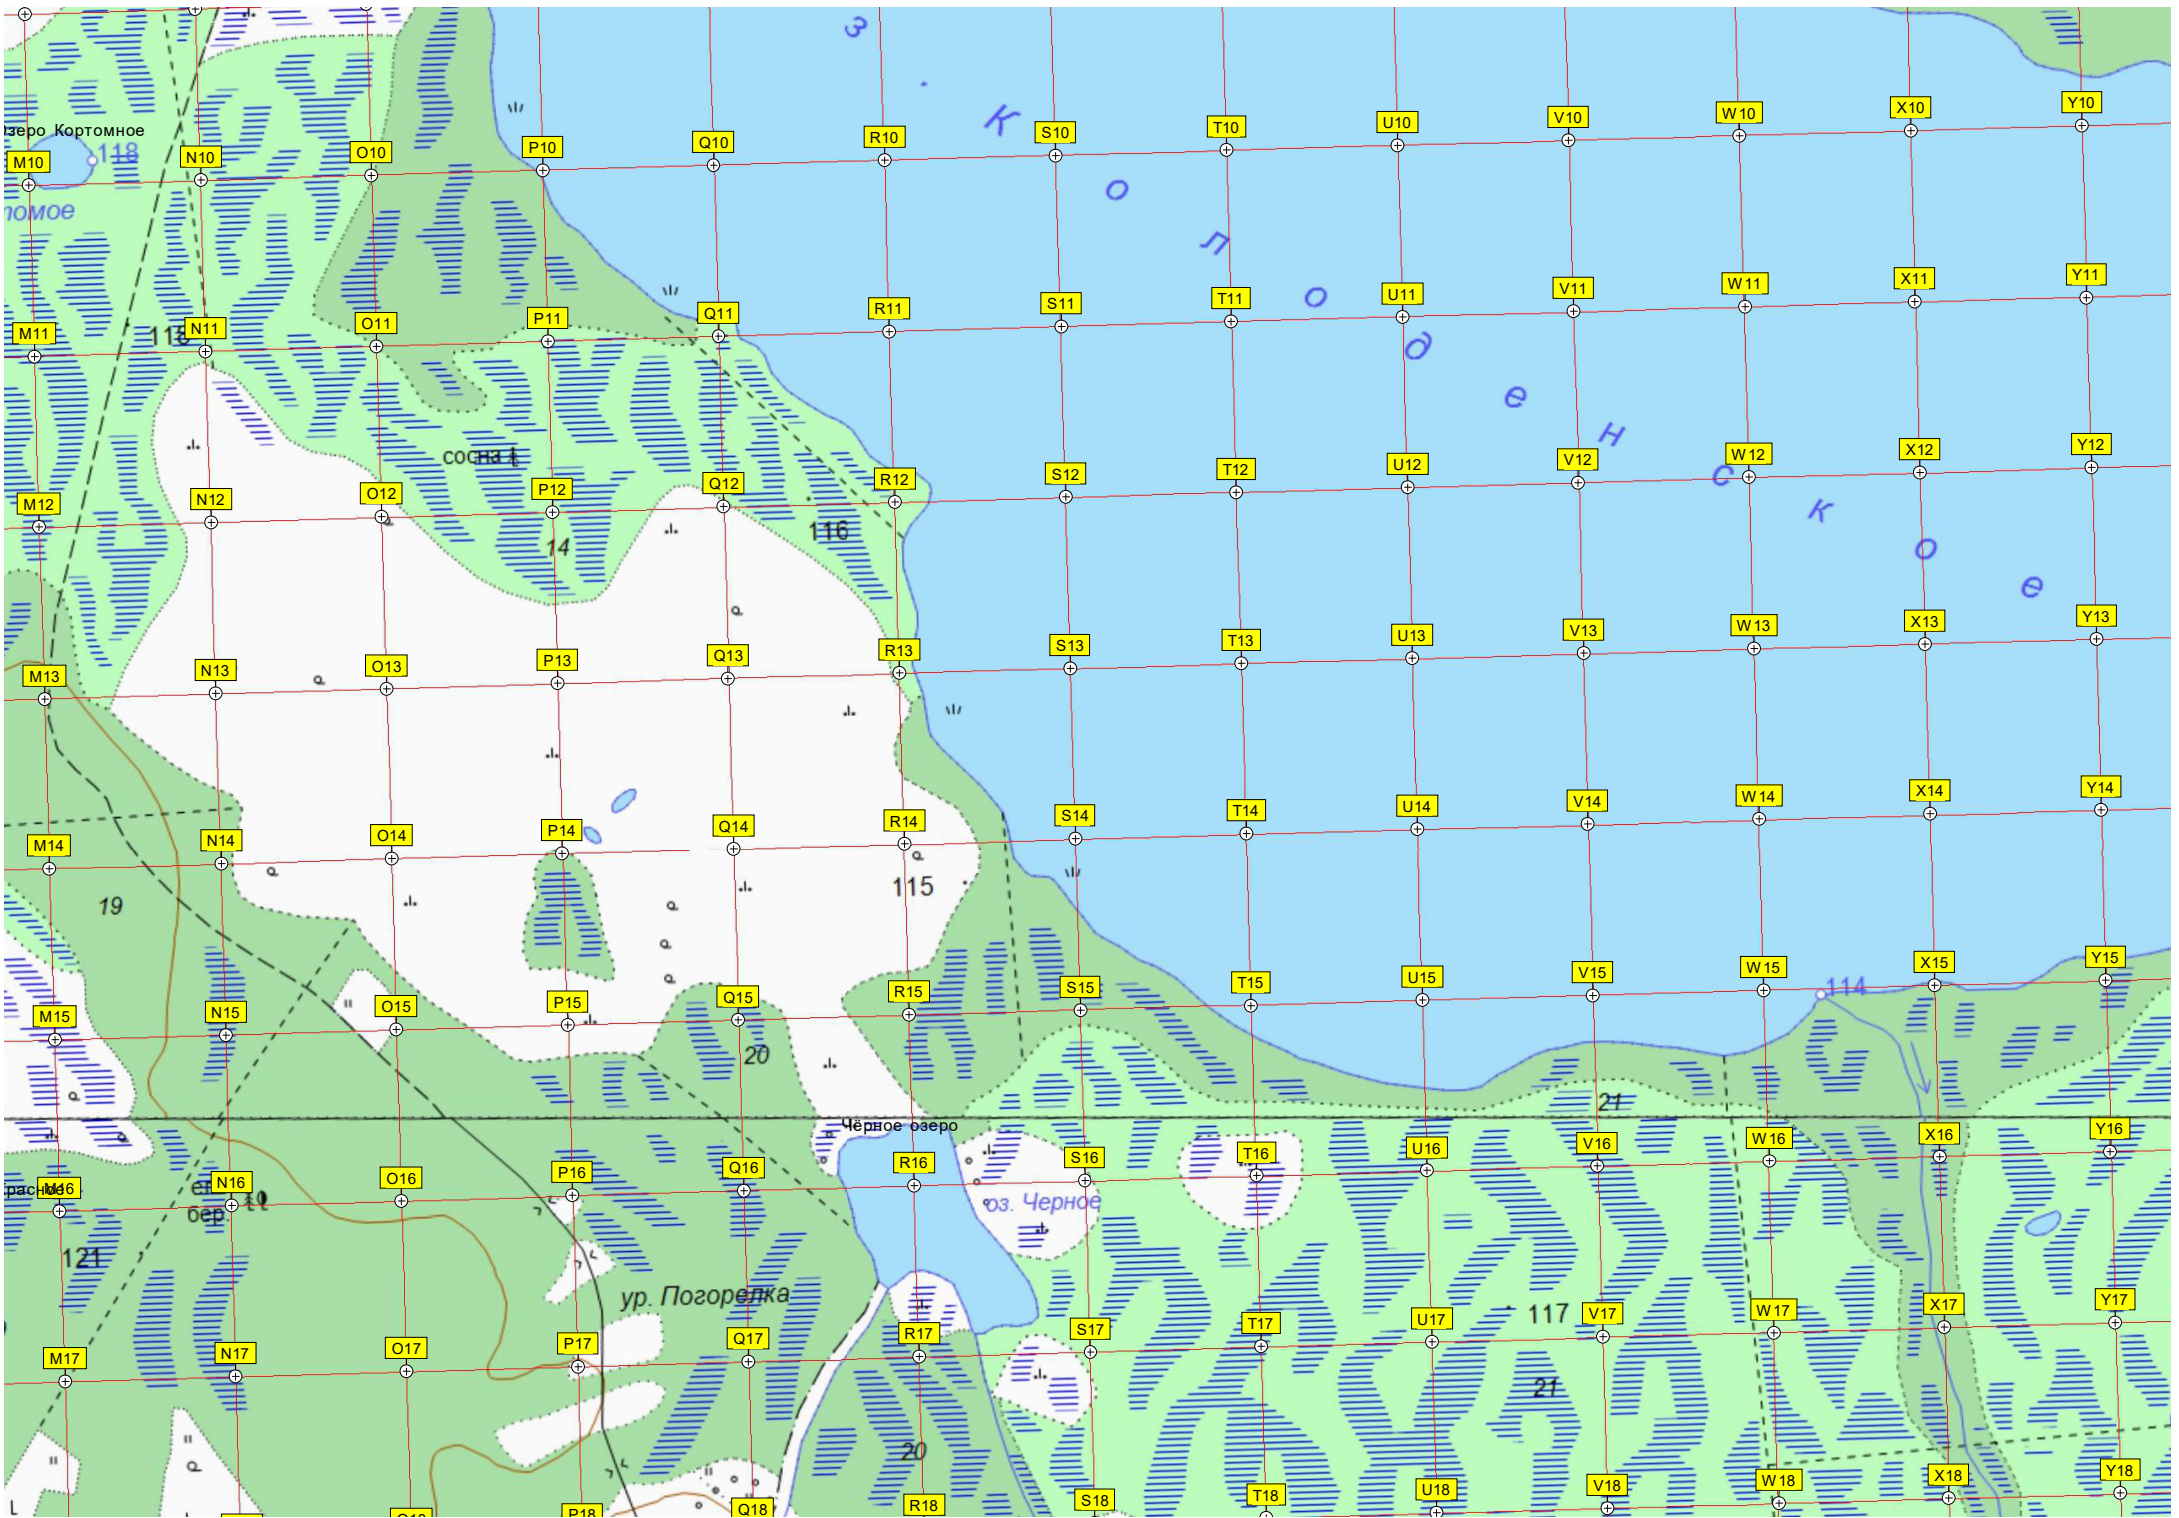 з. Колоденское
Озеро Кортомное
118
M10 N10 O10 P10 Q10 R10 S10 T10 U10 V10 W10 X10 Y10
M11 N11 O11 P11 Q11 R11 S11 T11 U11 V11 W11 X11 Y11
сосна
M12 N12 O12 P12 Q12 R12 S12 T12 U12 V12 W12 X12 Y12
14
116
M13 N13 O13 P13 Q13 R13 S13 T13 U13 V13 W13 X13 Y13
M14 N14 O14 P14 Q14 R14 S14 T14 U14 V14 W14 X14 Y14
115
19
M15 N15 O15 P15 Q15 R15 S15 T15 U15 V15 W15 X15 Y15
114
20
21
Чёрное озеро
M16 N16 O16 P16 Q16 R16 S16 T16 U16 V16 W16 X16 Y16
оз. Черное
бер.
121
ур. Погорелка
117
M17 N17 O17 P17 Q17 R17 S17 T17 U17 V17 W17 X17 Y17
21
20
P18 Q18 R18 S18 T18 U18 V18 W18 X18 Y18